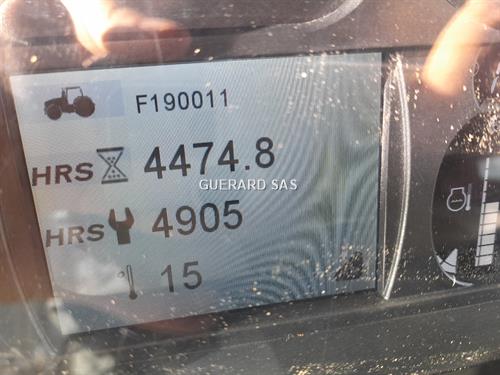 F190011
HRS 4474.8
GUERARD SAS
HRS 4905
15